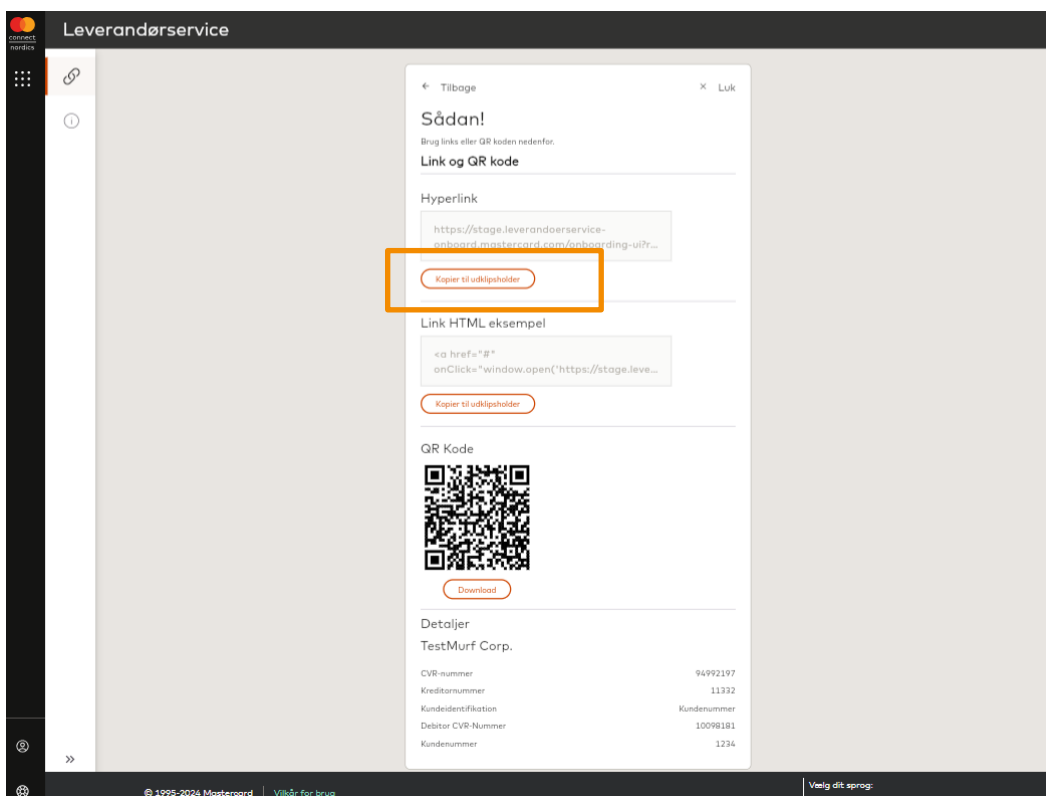 connect
nordics
Leverandørservice
Tilbage
Luk
Sådan!
Brug links eller QR koden nedenfor.
Link og QR kode
Hyperlink
https://stage.leverandoerservice-
onboard.mastercard.com/onboarding-ui?r...
Kopier til udklipsholder
Link HTML eksempel
<a href="#"
onClick="window.open('https://stage.leve...
Kopier til udklipsholder
QR Kode
Download
Detaljer
TestMurf Corp.
CVR-nummer 94992197
Kreditornummer 11332
Kundeidentifikation Kundenummer
Debitor CVR-Nummer 10098181
Kundenummer 1234
© 1995-2024 Mastercard
Vilkår for brug
Vælg dit sprog: